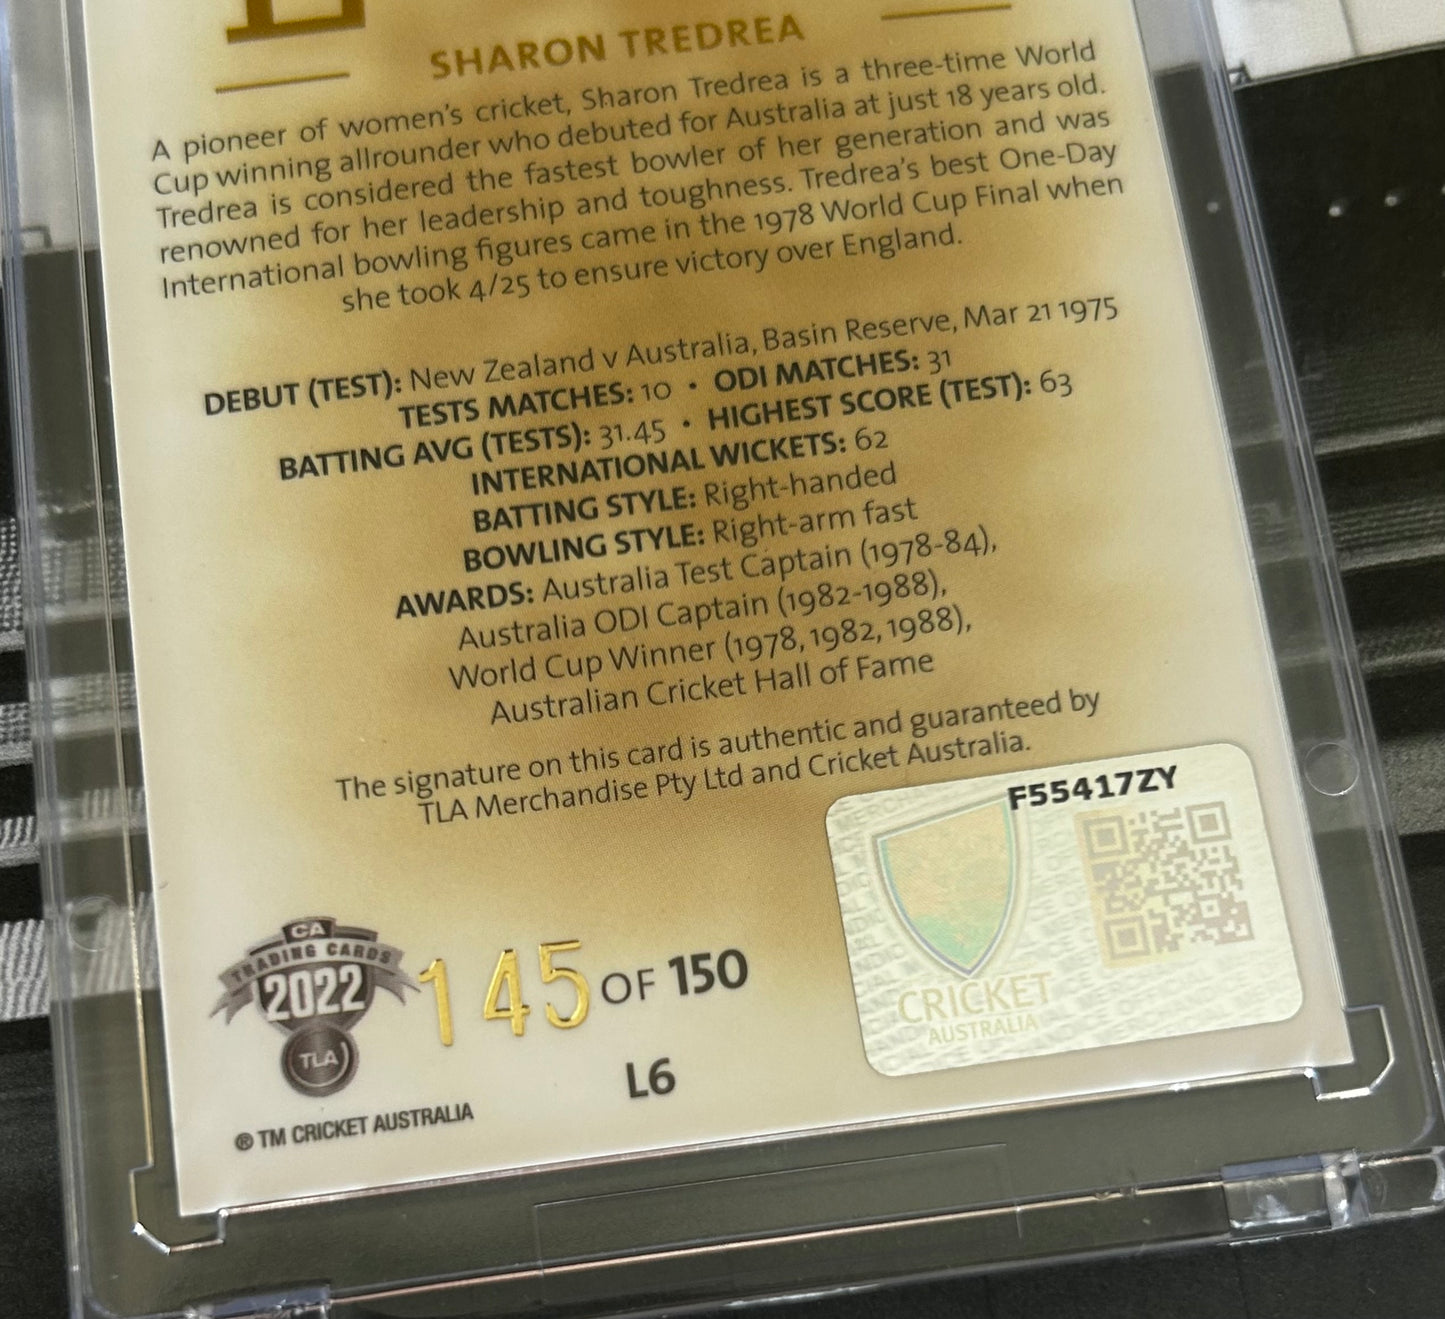 SHARON TREDREA
A pioneer of women's cricket, Sharon Tredrea is a three-time World
Cup winning allrounder who debuted for Australia at just 18 years old.
Tredrea is considered the fastest bowler of her generation and was
renowned for her leadership and toughness. Tredrea's best One-Day
International bowling figures came in the 1978 World Cup Final when
she took 4/25 to ensure victory over England.
DEBUT (TEST): New Zealand v Australia, Basin Reserve, Mar 21 1975
TESTS MATCHES: 10 • ODI MATCHES: 31
BATTING AVG (TESTS): 31.45 • HIGHEST SCORE (TEST): 63
INTERNATIONAL WICKETS: 62
BATTING STYLE: Right-handed
BOWLING STYLE: Right-arm fast
AWARDS: Australia Test Captain (1978-84),
Australia ODI Captain (1982-1988),
World Cup Winner (1978, 1982, 1988),
Australian Cricket Hall of Fame
The signature on this card is authentic and guaranteed by
TLA Merchandise Pty Ltd and Cricket Australia.
F55417ZY
CRICKET
AUSTRALIA
CA
TRADING CARDS
2022
TLA
145 OF 150
L6
® TM CRICKET AUSTRALIA